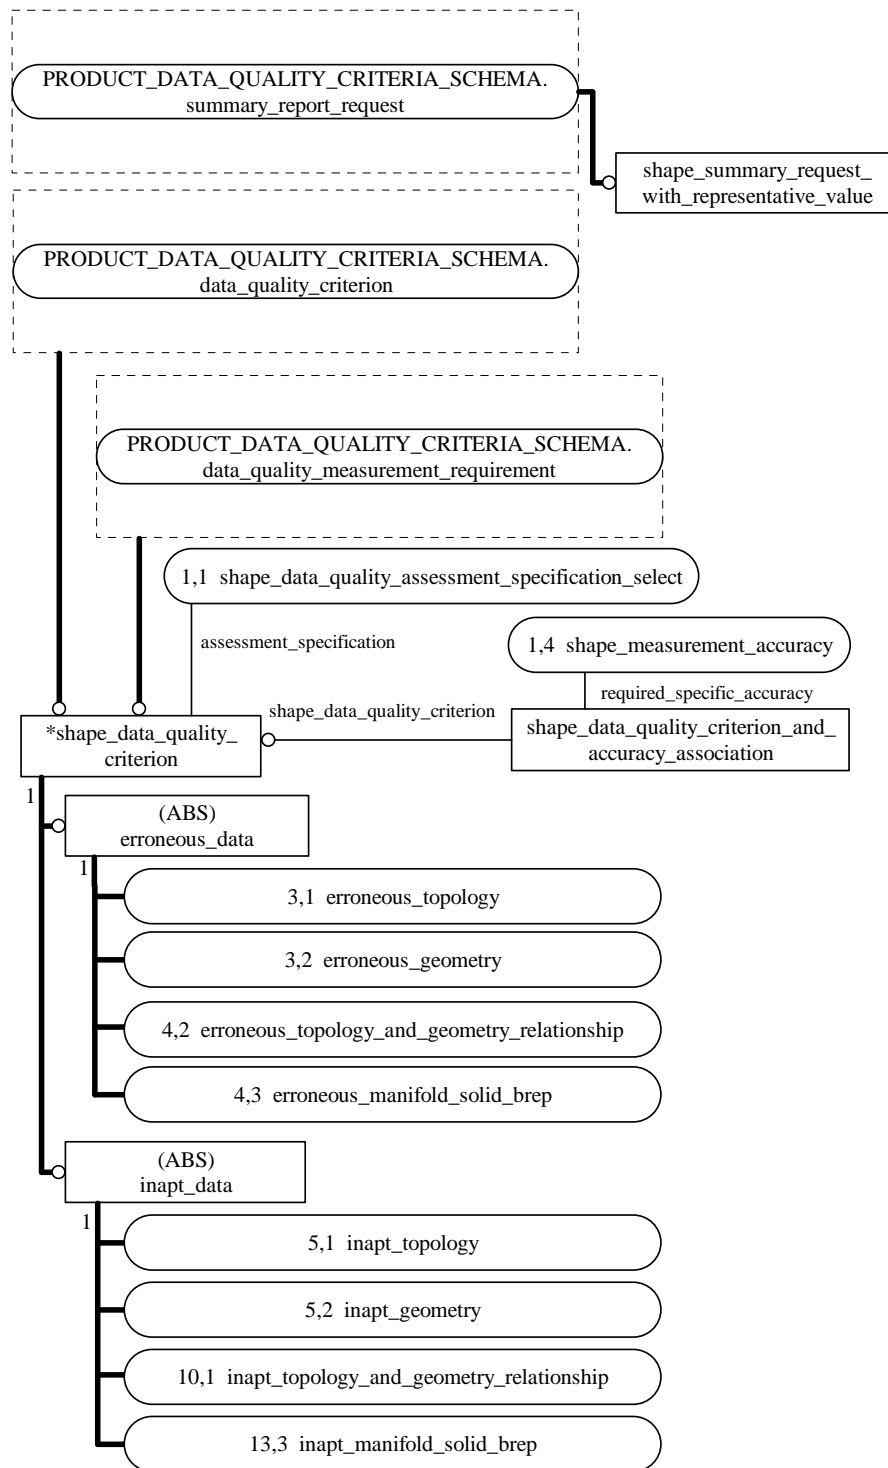 PRODUCT_DATA_QUALITY_CRITERIA_SCHEMA.
summary_report_request
shape_summary_request_
with_representative_value
PRODUCT_DATA_QUALITY_CRITERIA_SCHEMA.
data_quality_criterion
PRODUCT_DATA_QUALITY_CRITERIA_SCHEMA.
data_quality_measurement_requirement
1,1 shape_data_quality_assessment_specification_select
assessment_specification
1,4 shape_measurement_accuracy
required_specific_accuracy
shape_data_quality_criterion
*shape_data_quality_
criterion
shape_data_quality_criterion_and_
accuracy_association
1
(ABS)
erroneous_data
1
3,1 erroneous_topology
3,2 erroneous_geometry
4,2 erroneous_topology_and_geometry_relationship
4,3 erroneous_manifold_solid_brep
(ABS)
inapt_data
1
5,1 inapt_topology
5,2 inapt_geometry
10,1 inapt_topology_and_geometry_relationship
13,3 inapt_manifold_solid_brep